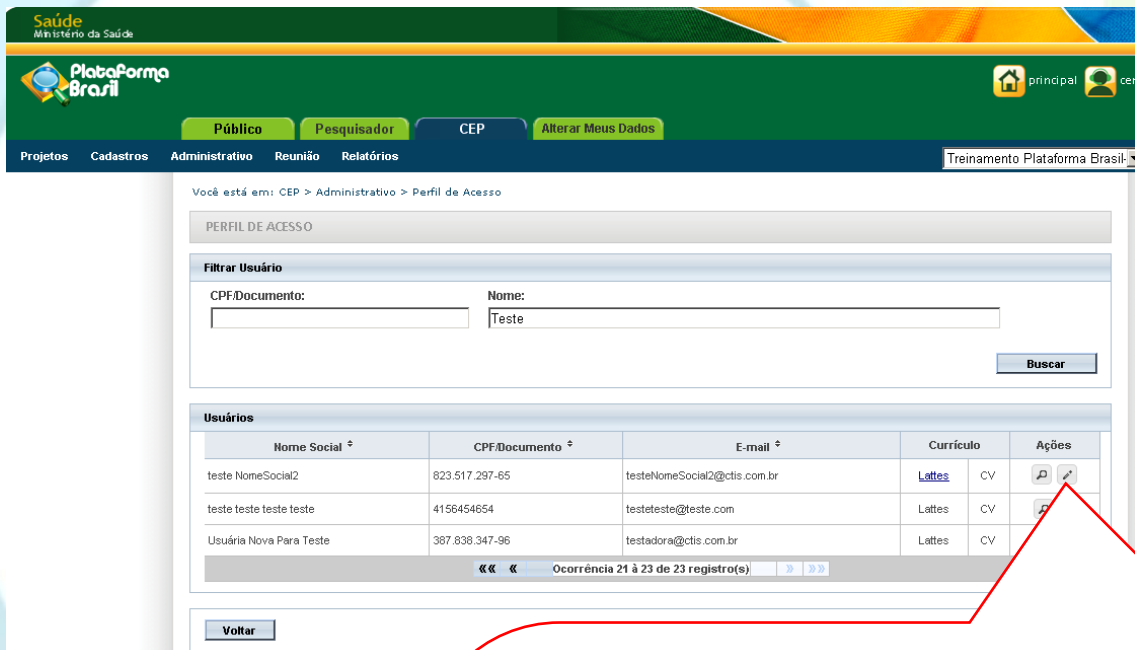 Saúde
Ministério da Saúde
Plataforma
Brasil
principal
Público Pesquisador CEP Alterar Meus Dados
Projetos Cadastros Administrativo Reunião Relatórios Treinamento Plataforma Brasil-
Você está em: CEP > Administrativo > Perfil de Acesso
PERFIL DE ACESSO
Filtrar Usuário
CPF/Documento: Nome:
Teste
Buscar
Usuários
Nome Social CPF/Documento E-mail Currículo Ações
teste NomeSocial2 823.517.297-65 testeNomeSocial2@ctis.com.br Lattes CV
teste teste teste teste 4156454654 testeteste@teste.com Lattes CV
Usuária Nova Para Teste 387.838.347-96 testadora@ctis.com.br Lattes CV
«« « Ocorrência 21 à 23 de 23 registro(s) » »»
Voltar